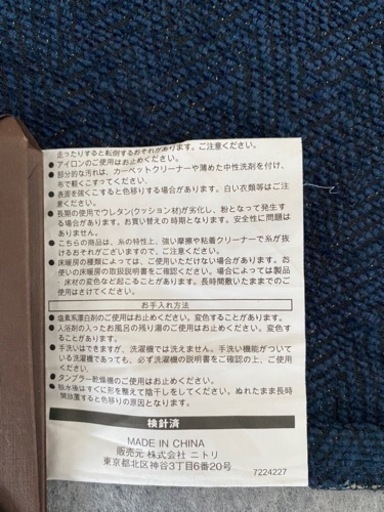 走ったりすると転倒するおそれがあります。ご注意ください。
●アイロンのご使用はお止めください。
●部分的な汚れは、カーペットクリーナーや薄めた中性洗剤を付け、
布で軽くこすってください。
●表面を強くこすると色移りする場合があります。白い衣類等はご注
意ください。
●長期の使用でウレタン(クッション材)が劣化し、粉となって発生す
る場合があります。お買い替えの時期となります。安全性に問題は
ありません。
●こちらの商品は、糸の特性上、強い摩擦や粘着クリーナーで糸が抜
けるおそれがございますので、ご注意ください。
●床暖房の種類によっては、ご使用いただけない場合があります。お
使いの床暖房の取扱説明書をご確認ください。場合によっては製品
・床材の変色など起こることがあります。長時間敷いたままでのご使
用はさけてください。
お手入れ方法
●塩素系漂白剤のご使用はお止めください。変色することがあります。
●入浴剤の入ったお風呂の残り湯のご使用はお止めください。変色す
ることがあります。
●手洗いはできますが、洗濯機では洗えません。手洗い機能がついて
いる洗濯機であっても、必ず洗濯機の説明書をご確認の上、ご使用
ください。
●タンブラー乾燥機のご使用はお止めください。
●脱水後はすぐに形を整えて陰干しをしてください。ぬれたまま長時
間放置すると色移りの原因となります。
検針済
MADE IN CHINA
販売元 株式会社 ニトリ
東京都北区神谷3丁目6番20号
7224227